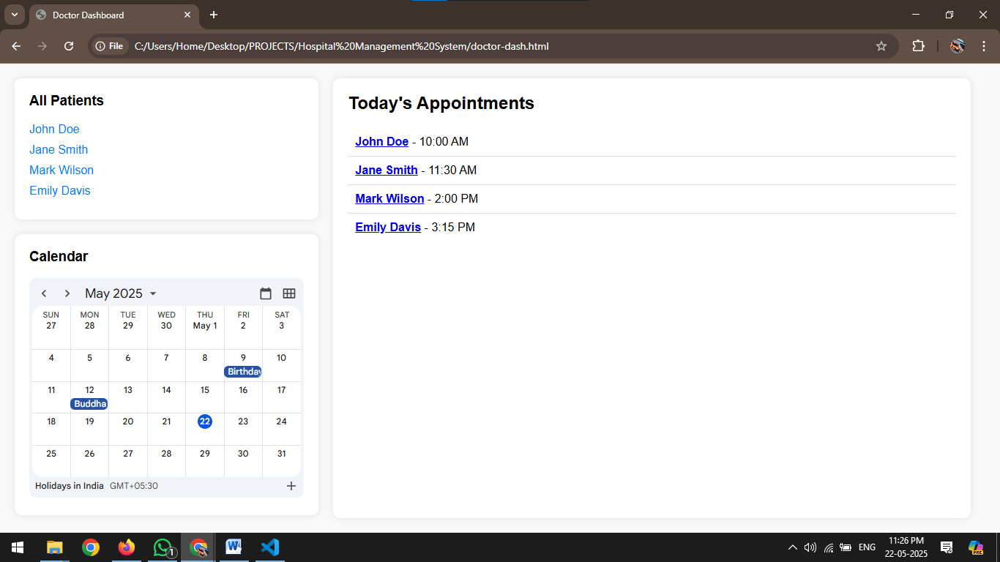 Doctor Dashboard
File
C:/Users/Home/Desktop/PROJECTS/Hospital%20Management%20System/doctor-dash.html
All Patients
John Doe
Jane Smith
Mark Wilson
Emily Davis
Calendar
May 2025
SUN MON TUE WED THU FRI SAT
27 28 29 30 May 1 2 3
4 5 6 7 8 9 10
Birthday
11 12 13 14 15 16 17
Buddha
18 19 20 21 22 23 24
25 26 27 28 29 30 31
Holidays in India GMT+05:30
Today's Appointments
John Doe - 10:00 AM
Jane Smith - 11:30 AM
Mark Wilson - 2:00 PM
Emily Davis - 3:15 PM
1
W
ENG
11:26 PM
22-05-2025
PRE